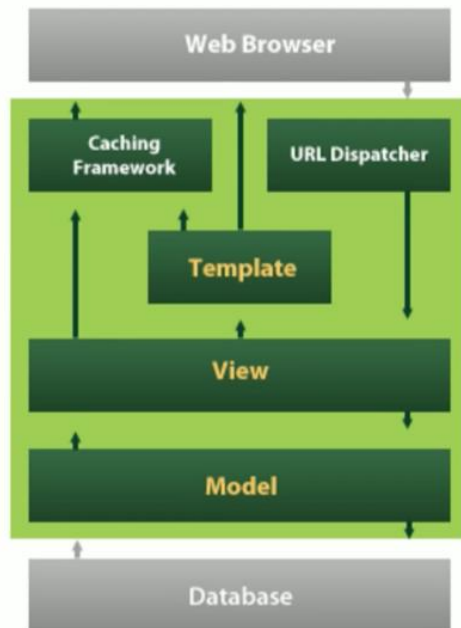 Web Browser
Caching
Framework
URL Dispatcher
Template
View
Model
Database